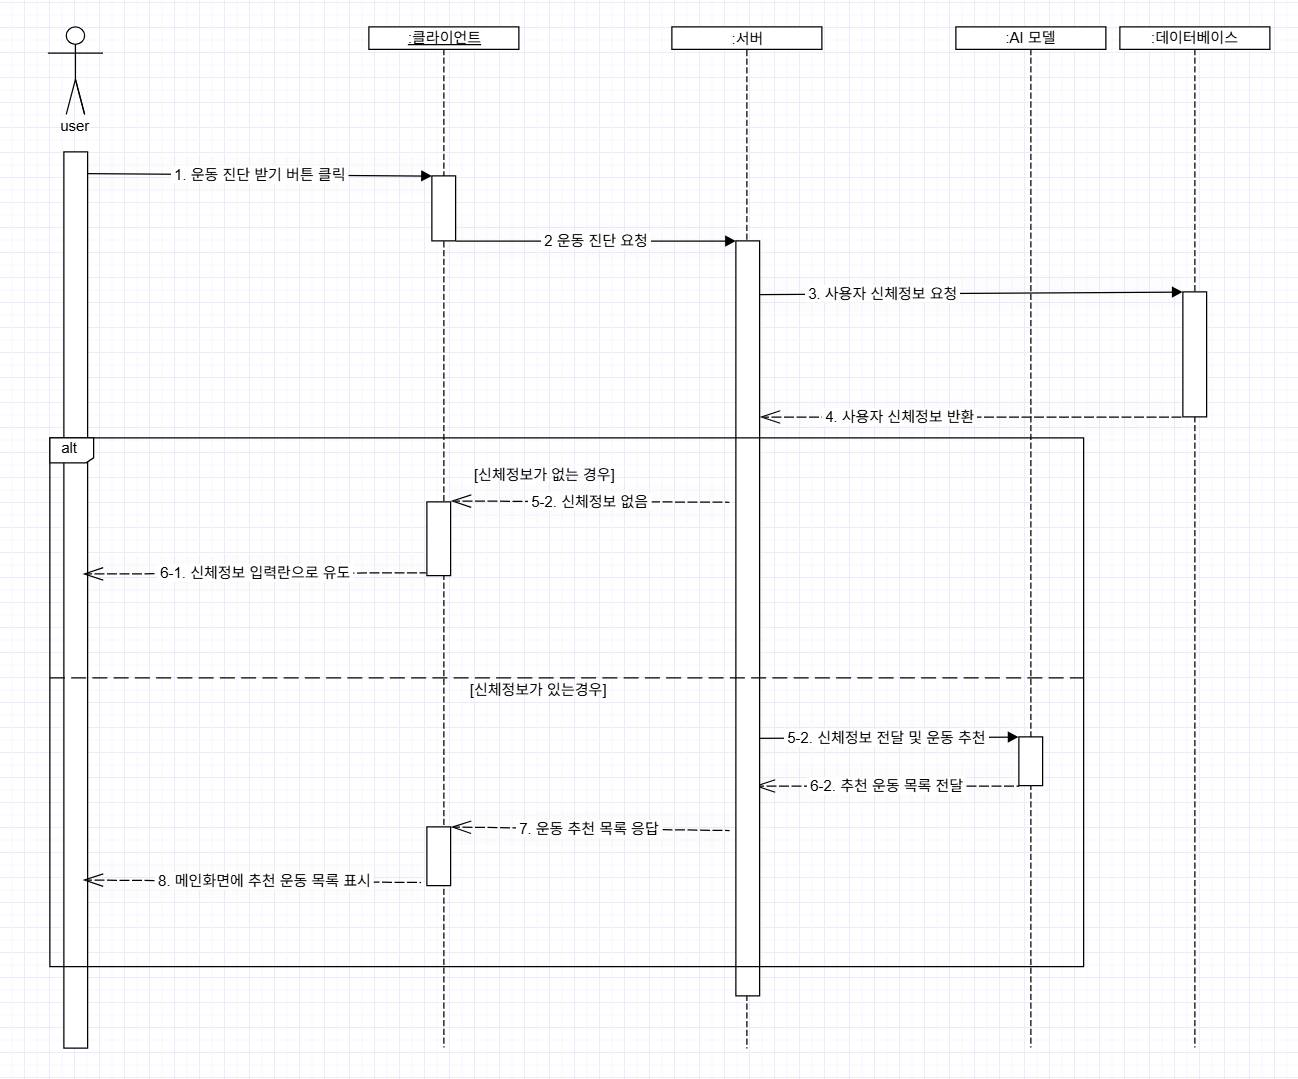 :클라이언트
:서버
:AI 모델
:데이터베이스
user
1. 운동 진단 받기 버튼 클릭
2 운동 진단 요청
3. 사용자 신체정보 요청
4. 사용자 신체정보 반환
alt
[신체정보가 없는 경우]
5-2. 신체정보 없음
6-1. 신체정보 입력란으로 유도
[신체정보가 있는경우]
5-2. 신체정보 전달 및 운동 추천
6-2. 추천 운동 목록 전달
7. 운동 추천 목록 응답
8. 메인화면에 추천 운동 목록 표시